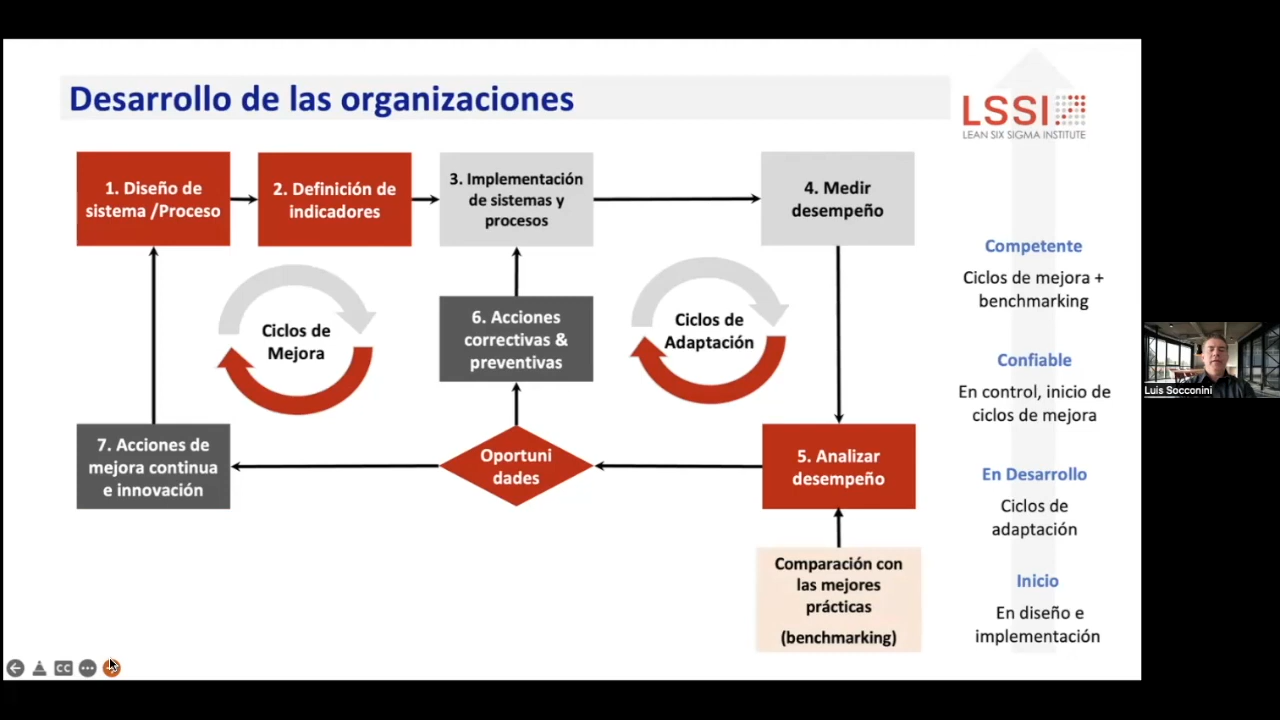 Desarrollo de las organizaciones
LSSI
LEAN SIX SIGMA INSTITUTE
1. Diseño de
sistema /Proceso
2. Definición de
indicadores
3. Implementación
de sistemas y
procesos
4. Medir
desempeño
Ciclos de
Mejora
6. Acciones
correctivas &
preventivas
Ciclos de
Adaptación
7. Acciones de
mejora continua
e innovación
Oportuni
dades
5. Analizar
desempeño
Comparación con
las mejores
prácticas
(benchmarking)
Competente
Ciclos de mejora +
benchmarking
Confiable
En control, inicio de
ciclos de mejora
En Desarrollo
Ciclos de
adaptación
Inicio
En diseño e
implementación
Luis Socconini
CC